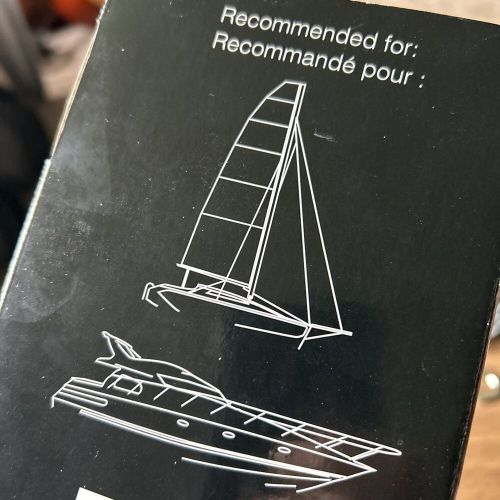 Recommended for:
Recommandé pour :